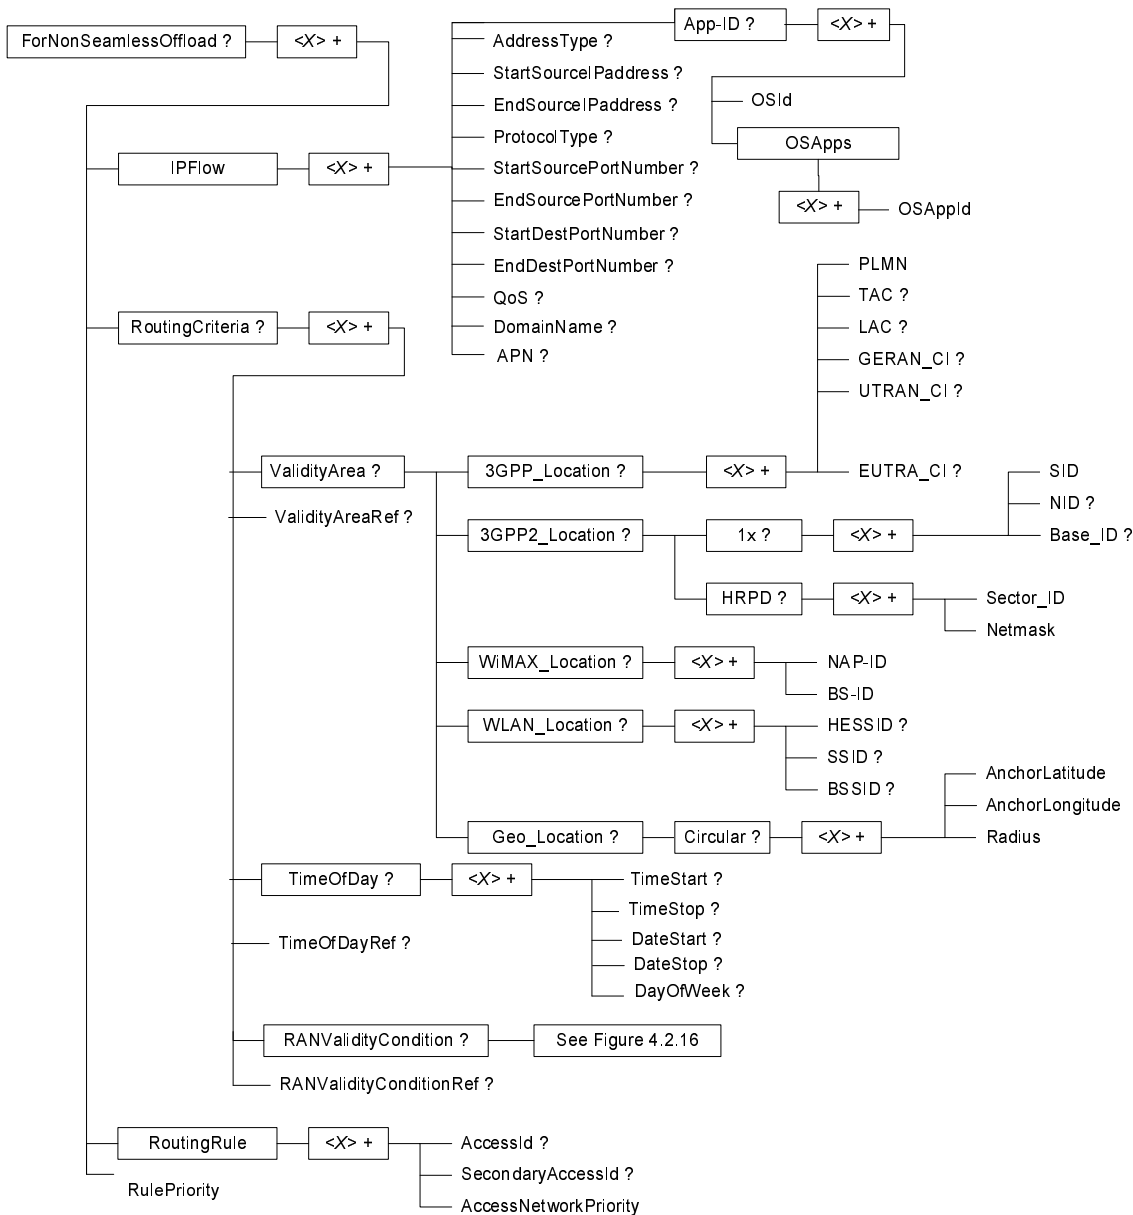 ForNonSeamlessOffload ?
<X> +
App-ID ?
<X> +
AddressType ?
StartSourceIPaddress ?
EndSourceIPaddress ?
OSId
ProtocolType ?
OSApps
IPFlow
<X> +
StartSourcePortNumber ?
EndSourcePortNumber ?
<X> +
OSAppId
StartDestPortNumber ?
EndDestPortNumber ?
PLMN
QoS ?
TAC ?
RoutingCriteria ?
<X> +
DomainName ?
LAC ?
APN ?
GERAN_CI ?
UTRAN_CI ?
ValidityArea ?
3GPP_Location ?
<X> +
EUTRA_CI ?
SID
NID ?
ValidityAreaRef ?
3GPP2_Location ?
1x ?
<X> +
Base_ID ?
HRPD ?
<X> +
Sector_ID
Netmask
WiMAX_Location ?
<X> +
NAP-ID
BS-ID
WLAN_Location ?
<X> +
HESSID ?
SSID ?
BSSID ?
AnchorLatitude
AnchorLongitude
Geo_Location ?
Circular ?
<X> +
Radius
TimeOfDay ?
<X> +
TimeStart ?
TimeStop ?
TimeOfDayRef ?
DateStart ?
DateStop ?
DayOfWeek ?
RANValidityCondition ?
See Figure 4.2.16
RANValidityConditionRef ?
RoutingRule
<X> +
AccessId ?
SecondaryAccessId ?
RulePriority
AccessNetworkPriority